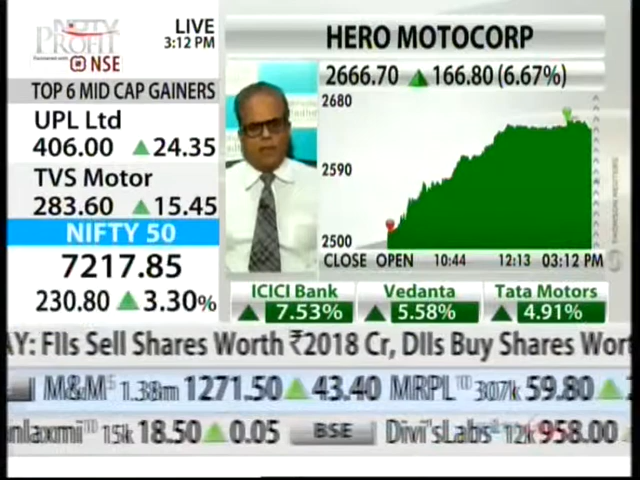 NDTV
PROFIT
NSE
LIVE
3:12 PM
TOP 6 MID CAP GAINERS
UPL Ltd
406.00 ▲24.35
TVS Motor
283.60 ▲15.45
NIFTY 50
7217.85
230.80 ▲3.30%
HERO MOTOCORP
2666.70 ▲166.80(6.67%)
2680
2590
2500
CLOSE OPEN 10:44 12:13 03:12 PM
THOMSON REUTERS
ICICI Bank
▲ 7.53%
Vedanta
▲ 5.58%
Tata Motors
▲ 4.91%
AY: FIIs Sell Shares Worth ₹2018 Cr, DIIs Buy Shares Wort
M&M 1.38m 1271.50▲43.40 MRPL 307k 59.80▲
nlaxmi 15k 18.50▲0.05 BSE Divi'sLabs 12k 958.00